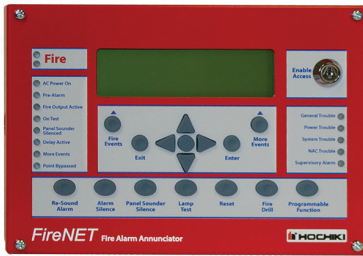 Fire
Enable
Access
AC Power On
Pre-Alarm
Fire Output Active
On Test
Panel Sounder
Silenced
Delay Active
More Events
Point Bypassed
Fire
Events
Exit
Enter
More
Events
General Trouble
Power Trouble
System Trouble
NAC Trouble
Supervisory Alarm
Re-Sound
Alarm
Alarm
Silence
Panel Sounder
Silence
Lamp
Test
Reset
Fire
Drill
Programmable
Function
FireNET Fire Alarm Annunciator
HOCHIKI